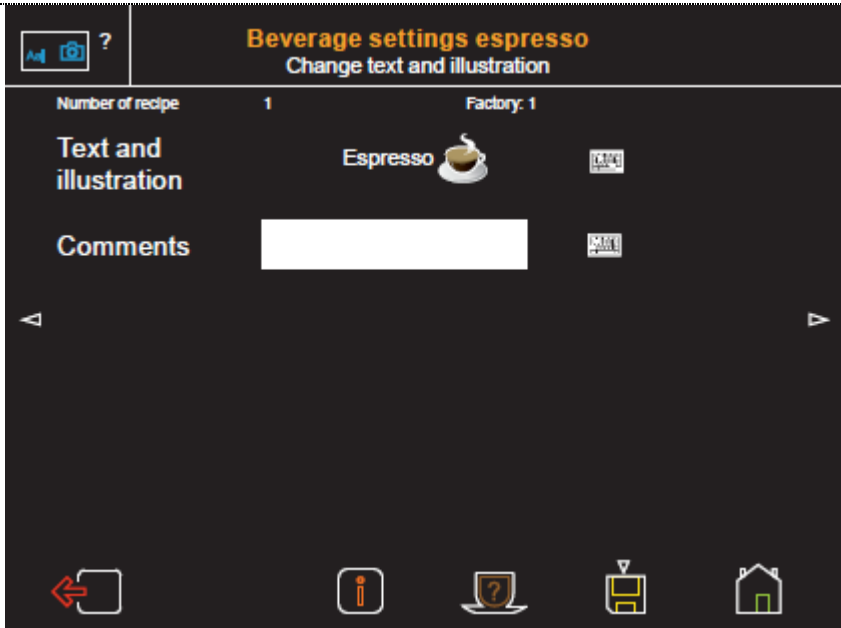 ?
Beverage settings espresso
Change text and illustration
Number of recipe 1 Factory: 1
Text and illustration
Espresso
Comments
i
?